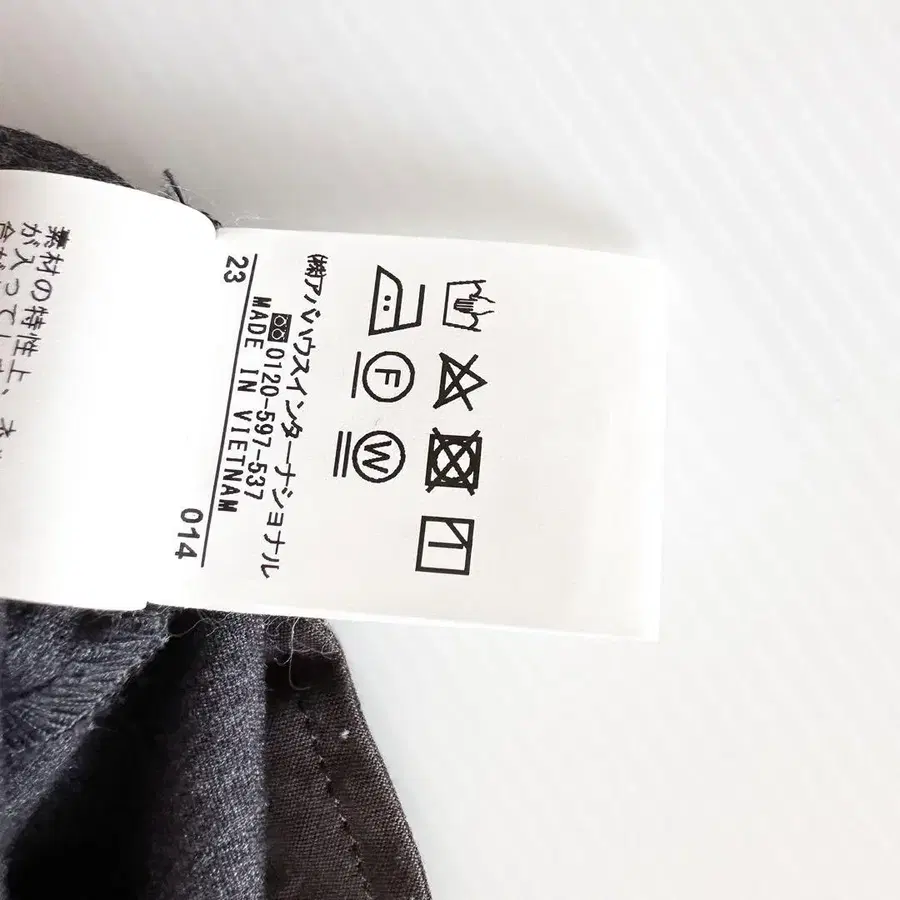 F W
㈱アバハウスインターナショナル
0120-597-537
MADE IN VIETNAM
23 014
素材の特性上、
が入ってし